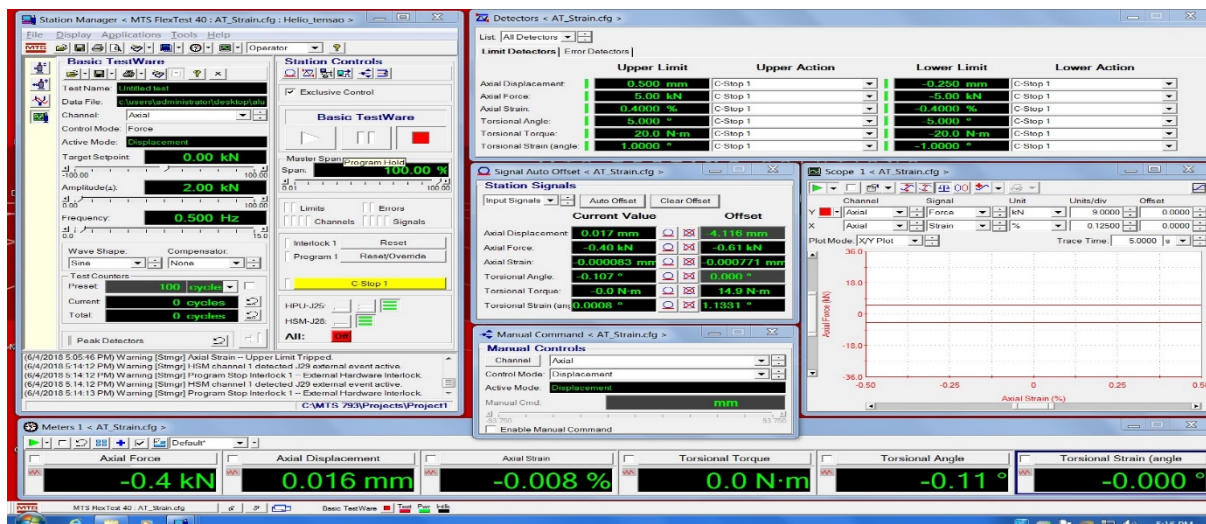 Station Manager < MTS FlexTest 40 : AT_Strain.cfg : Helio_tensao >
File Display Applications Tools Help
MTS Operator
Basic TestWare
Test Name: Untitled test
Data File: c:\users\administrator\desktop\alu
Channel: Axial
Control Mode: Force
Active Mode: Displacement
Target Setpoint: 0.00 kN
-100.00 100.00
Amplitude(±): 2.00 kN
0.00 100.00
Frequency: 0.500 Hz
0.0 15.0
Wave Shape: Compensator:
Sine None
Test Counters
Preset: 100 cycle
Current: 0 cycles
Total: 0 cycles
Peak Detectors
Station Controls
Exclusive Control
Basic TestWare
Master Span
Program Hold
Span: 100.00 %
0.01 100.00
Limits Errors
Channels Signals
Interlock 1 Reset
Program 1 Reset/Override
C-Stop 1
HPU-J25:
HSM-J28:
All: Off
(6/4/2018 5:05:46 PM) Warning [Stmgr] Axial Strain -- Upper Limit Tripped.
(6/4/2018 5:14:12 PM) Warning [Stmgr] HSM channel 1 detected J29 external event active.
(6/4/2018 5:14:12 PM) Warning [Stmgr] Program Stop Interlock 1 -- External Hardware Interlock.
(6/4/2018 5:14:12 PM) Warning [Stmgr] HSM channel 1 detected J29 external event active.
(6/4/2018 5:14:13 PM) Warning [Stmgr] Program Stop Interlock 1 -- External Hardware Interlock.
C:\MTS 793\Projects\Project1
Detectors < AT_Strain.cfg >
List: All Detectors
Limit Detectors Error Detectors
Upper Limit Upper Action Lower Limit Lower Action
Axial Displacement: 0.500 mm C-Stop 1 -0.250 mm C-Stop 1
Axial Force: 5.00 kN C-Stop 1 -5.00 kN C-Stop 1
Axial Strain: 0.4000 % C-Stop 1 -0.4000 % C-Stop 1
Torsional Angle: 5.000 ° C-Stop 1 -5.000 ° C-Stop 1
Torsional Torque: 20.0 N·m C-Stop 1 -20.0 N·m C-Stop 1
Torsional Strain (angle: 1.0000 ° C-Stop 1 -1.0000 ° C-Stop 1
Signal Auto Offset < AT_Strain.cfg >
Station Signals
Input Signals Auto Offset Clear Offset
Current Value Offset
Axial Displacement: 0.017 mm -4.116 mm
Axial Force: -0.40 kN -0.61 kN
Axial Strain: -0.000083 mm -0.000771 mm
Torsional Angle: -0.107 ° 0.000 °
Torsional Torque: -0.0 N·m 14.9 N·m
Torsional Strain (ang 0.0008 ° 1.1331 °
Manual Command < AT_Strain.cfg >
Manual Controls
Channel Axial
Control Mode: Displacement
Active Mode: Displacement
Manual Cmd: mm
-93.750 93.750
Enable Manual Command
Scope 1 < AT_Strain.cfg >
Channel Signal Unit Units/div Offset
Y Axial Force kN 9.0000 0.0000
X Axial Strain % 0.12500 0.0000
Plot Mode: X/Y Plot Trace Time: 5.0000 s
36.0
18.0
0
-18.0
-36.0
Axial Force (kN)
-0.50 -0.25 0 0.25 0.50
Axial Strain (%)
Meters 1 < AT_Strain.cfg >
Default*
Axial Force Axial Displacement Axial Strain Torsional Torque Torsional Angle Torsional Strain (angle
-0.4 kN 0.016 mm -0.008 % 0.0 N·m -0.11 ° -0.000 °
MTS MTS FlexTest 40 : AT_Strain.cfg Basic TestWare Test Pwr Intlk
5:16 PM